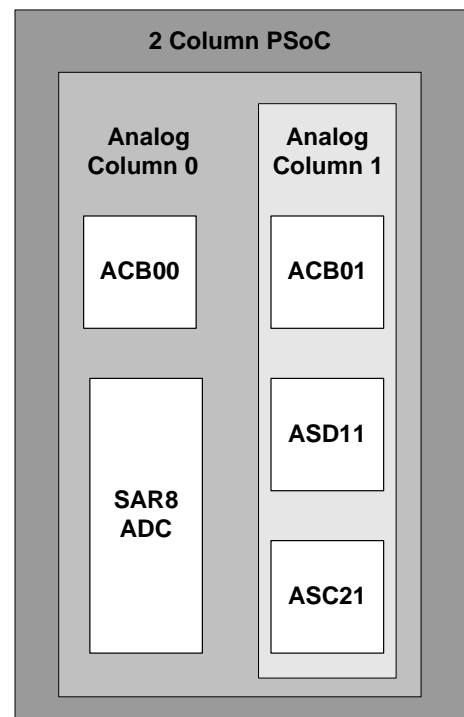 2 Column PSoC
Analog
Column 0
Analog
Column 1
ACB00
ACB01
SAR8
ADC
ASD11
ASC21